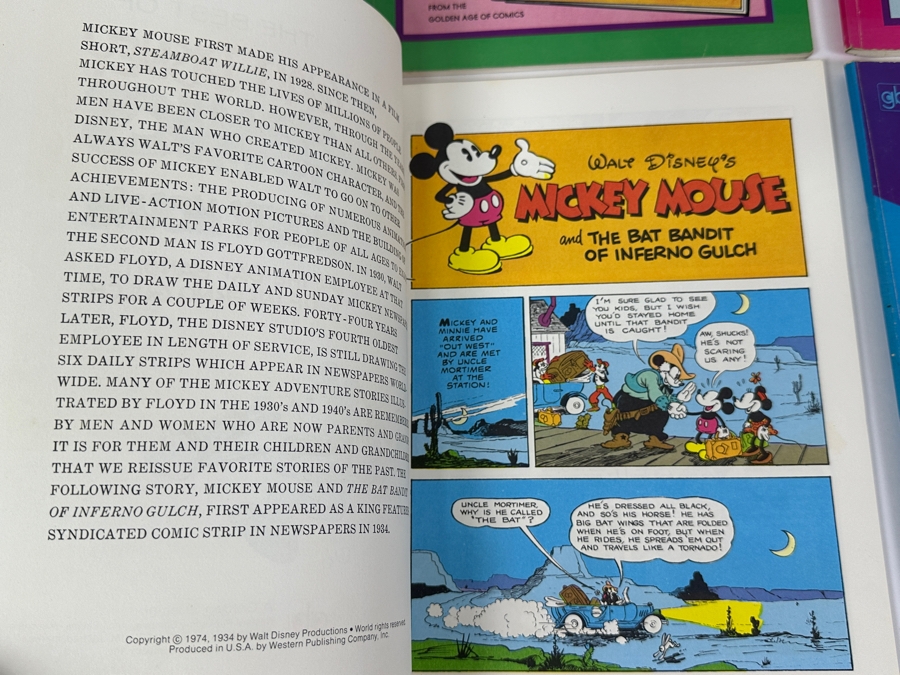 FROM THE
GOLDEN AGE OF COMICS
MICKEY MOUSE FIRST MADE HIS APPEARANCE IN A FILM
SHORT, STEAMBOAT WILLIE, IN 1928. SINCE THEN,
MICKEY HAS TOUCHED THE LIVES OF MILLIONS OF PEOPLE
THROUGHOUT THE WORLD. HOWEVER, THROUGH THE
MEN HAVE BEEN CLOSER TO MICKEY THAN ALL OTHERS.
DISNEY, THE MAN WHO CREATED MICKEY. MICKEY WAS
ALWAYS WALT'S FAVORITE CARTOON CHARACTER, AND THE
SUCCESS OF MICKEY ENABLED WALT TO GO ON TO OTHER
ACHIEVEMENTS: THE PRODUCING OF NUMEROUS
AND LIVE-ACTION MOTION PICTURES AND THE BUILDING OF
ENTERTAINMENT PARKS FOR PEOPLE OF ALL AGES TO
THE SECOND MAN IS FLOYD GOTTFREDSON. IN 1930, WALT
ASKED FLOYD, A DISNEY ANIMATION EMPLOYEE AT THAT
TIME, TO DRAW THE DAILY AND SUNDAY MICKEY
STRIPS FOR A COUPLE OF WEEKS. FORTY-FOUR YEARS
LATER, FLOYD, THE DISNEY STUDIO'S FOURTH OLDEST
EMPLOYEE IN LENGTH OF SERVICE, IS STILL DRAWING THE
SIX DAILY STRIPS WHICH APPEAR IN NEWSPAPERS WORLD-
WIDE. MANY OF THE MICKEY ADVENTURE STORIES ILLUS-
TRATED BY FLOYD IN THE 1930's AND 1940's ARE REMEMBERED
BY MEN AND WOMEN WHO ARE NOW PARENTS AND
IT IS FOR THEM AND THEIR CHILDREN AND GRANDCHILDREN
THAT WE REISSUE FAVORITE STORIES OF THE PAST. THE
FOLLOWING STORY, MICKEY MOUSE AND THE BAT BANDIT
OF INFERNO GULCH, FIRST APPEARED AS A KING FEATURES
SYNDICATED COMIC STRIP IN NEWSPAPERS IN 1934.
Copyright © 1974, 1934 by Walt Disney Productions • World rights reserved
Produced in U.S.A. by Western Publishing Company, Inc.
WALT DISNEY'S
MICKEY MOUSE
and THE BAT BANDIT
OF INFERNO GULCH
MICKEY AND
MINNIE HAVE
ARRIVED
"OUT WEST"
AND ARE MET
BY UNCLE
MORTIMER
AT THE
STATION!
I'M SURE GLAD TO SEE
YOU KIDS, BUT I WISH
YOU'D STAYED HOME
UNTIL THAT BANDIT
IS CAUGHT!
AW, SHUCKS!
HE'S NOT
SCARING
US ANY!
UNCLE MORTIMER,
WHY IS HE CALLED
"THE BAT"?
HE'S DRESSED ALL BLACK,
AND SO'S HIS HORSE! HE HAS
BIG BAT WINGS THAT ARE FOLDED
WHEN HE'S ON FOOT, BUT WHEN
HE RIDES, HE SPREADS 'EM OUT
AND TRAVELS LIKE A TORNADO!